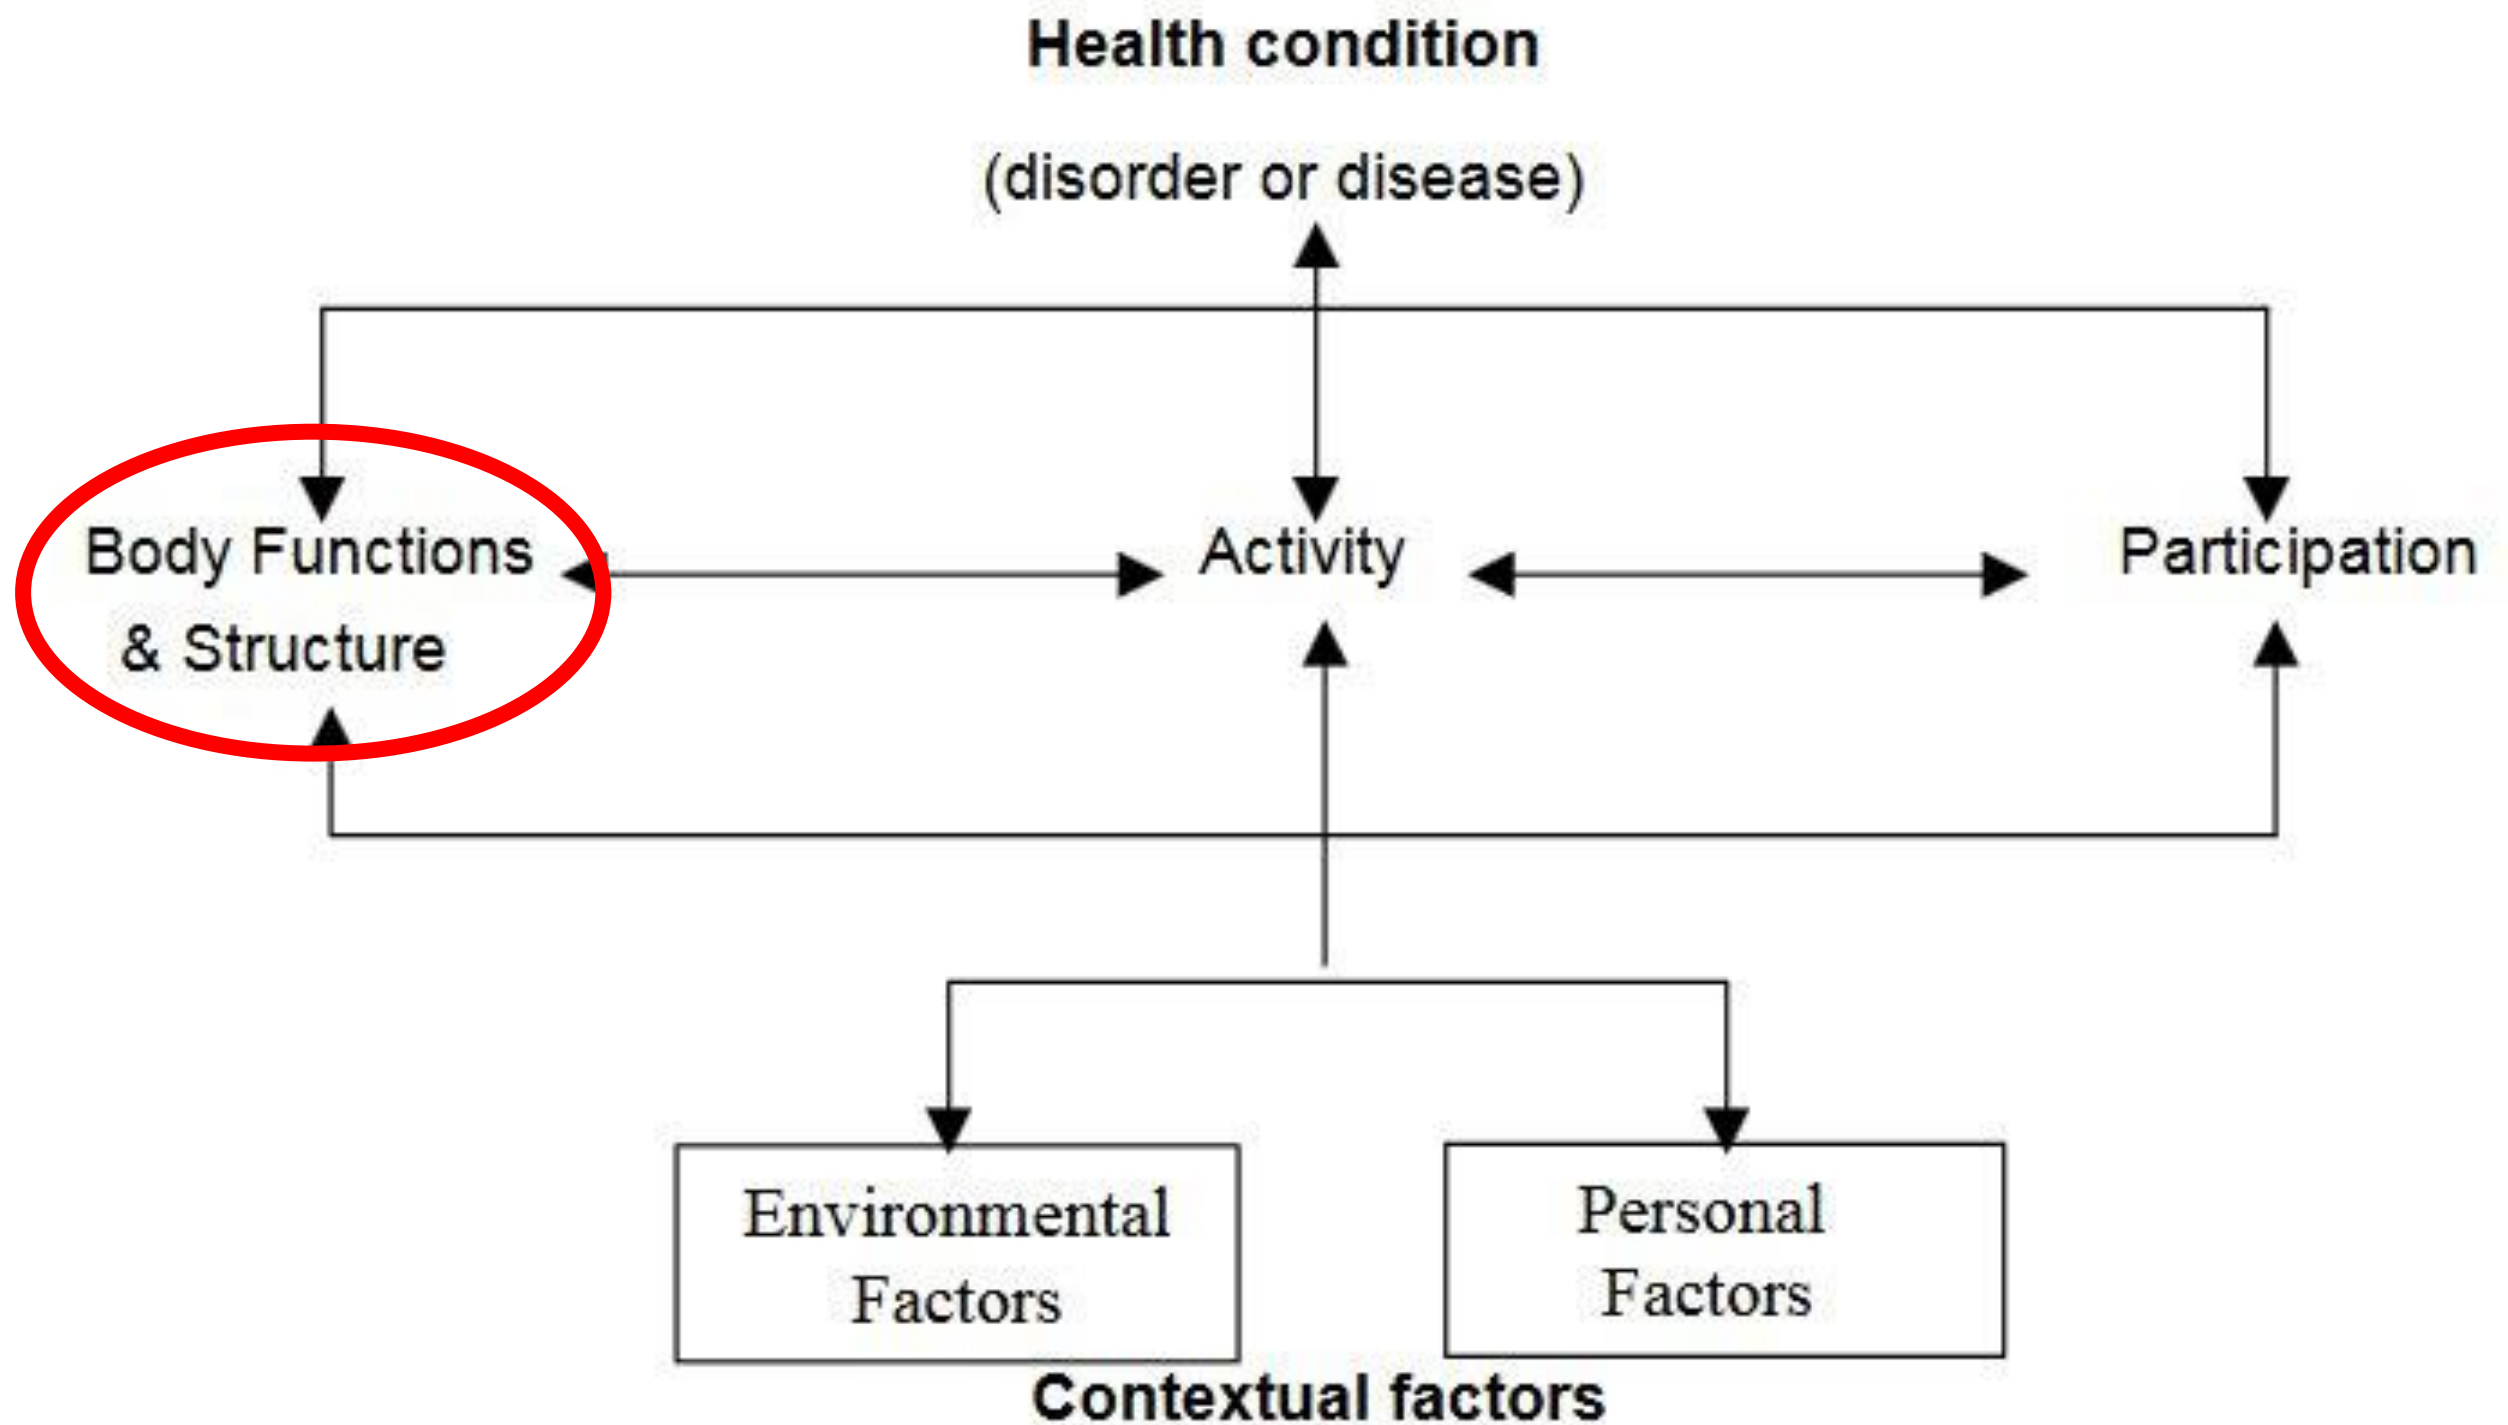 Health condition
(disorder or disease)
Body Functions
& Structure
Activity
Participation
Environmental
Factors
Personal
Factors
Contextual factors